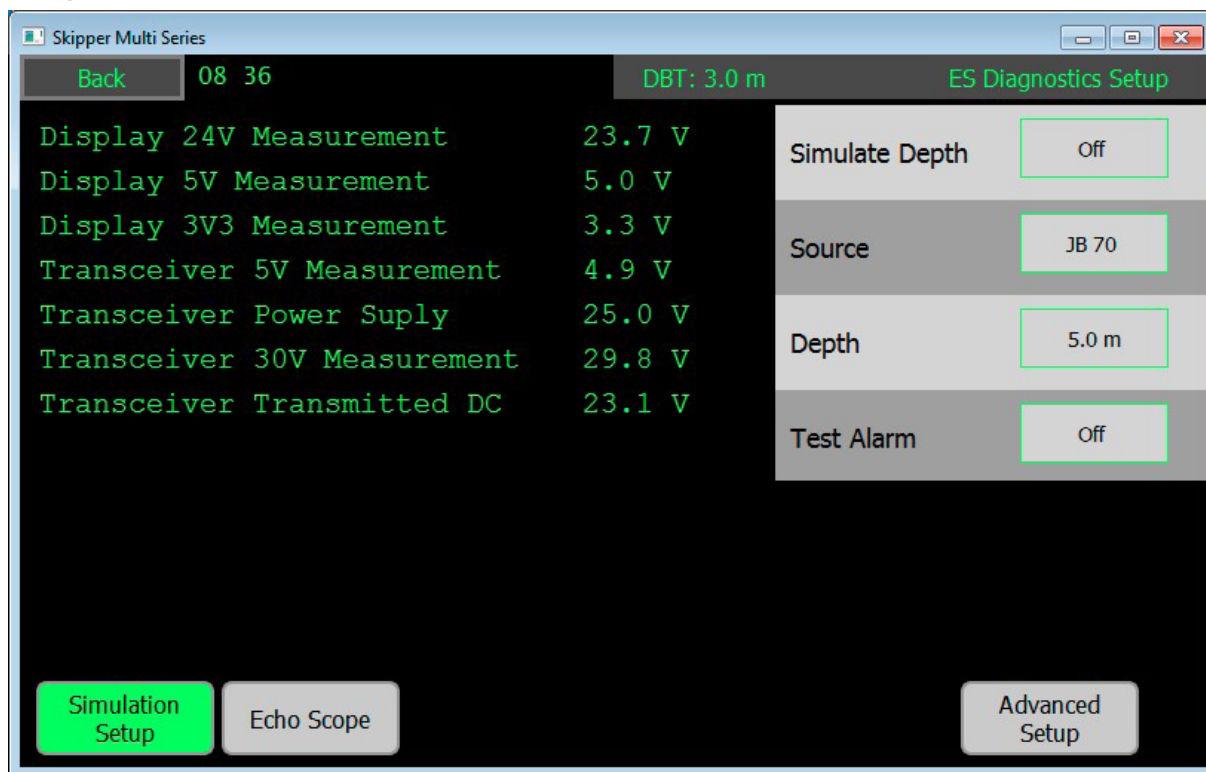 Skipper Multi Series
Back 08 36 DBT: 3.0 m ES Diagnostics Setup
Display 24V Measurement 23.7 V
Display 5V Measurement 5.0 V
Display 3V3 Measurement 3.3 V
Transceiver 5V Measurement 4.9 V
Transceiver Power Suply 25.0 V
Transceiver 30V Measurement 29.8 V
Transceiver Transmitted DC 23.1 V
Simulate Depth Off
Source JB 70
Depth 5.0 m
Test Alarm Off
Simulation
Setup
Echo Scope
Advanced
Setup